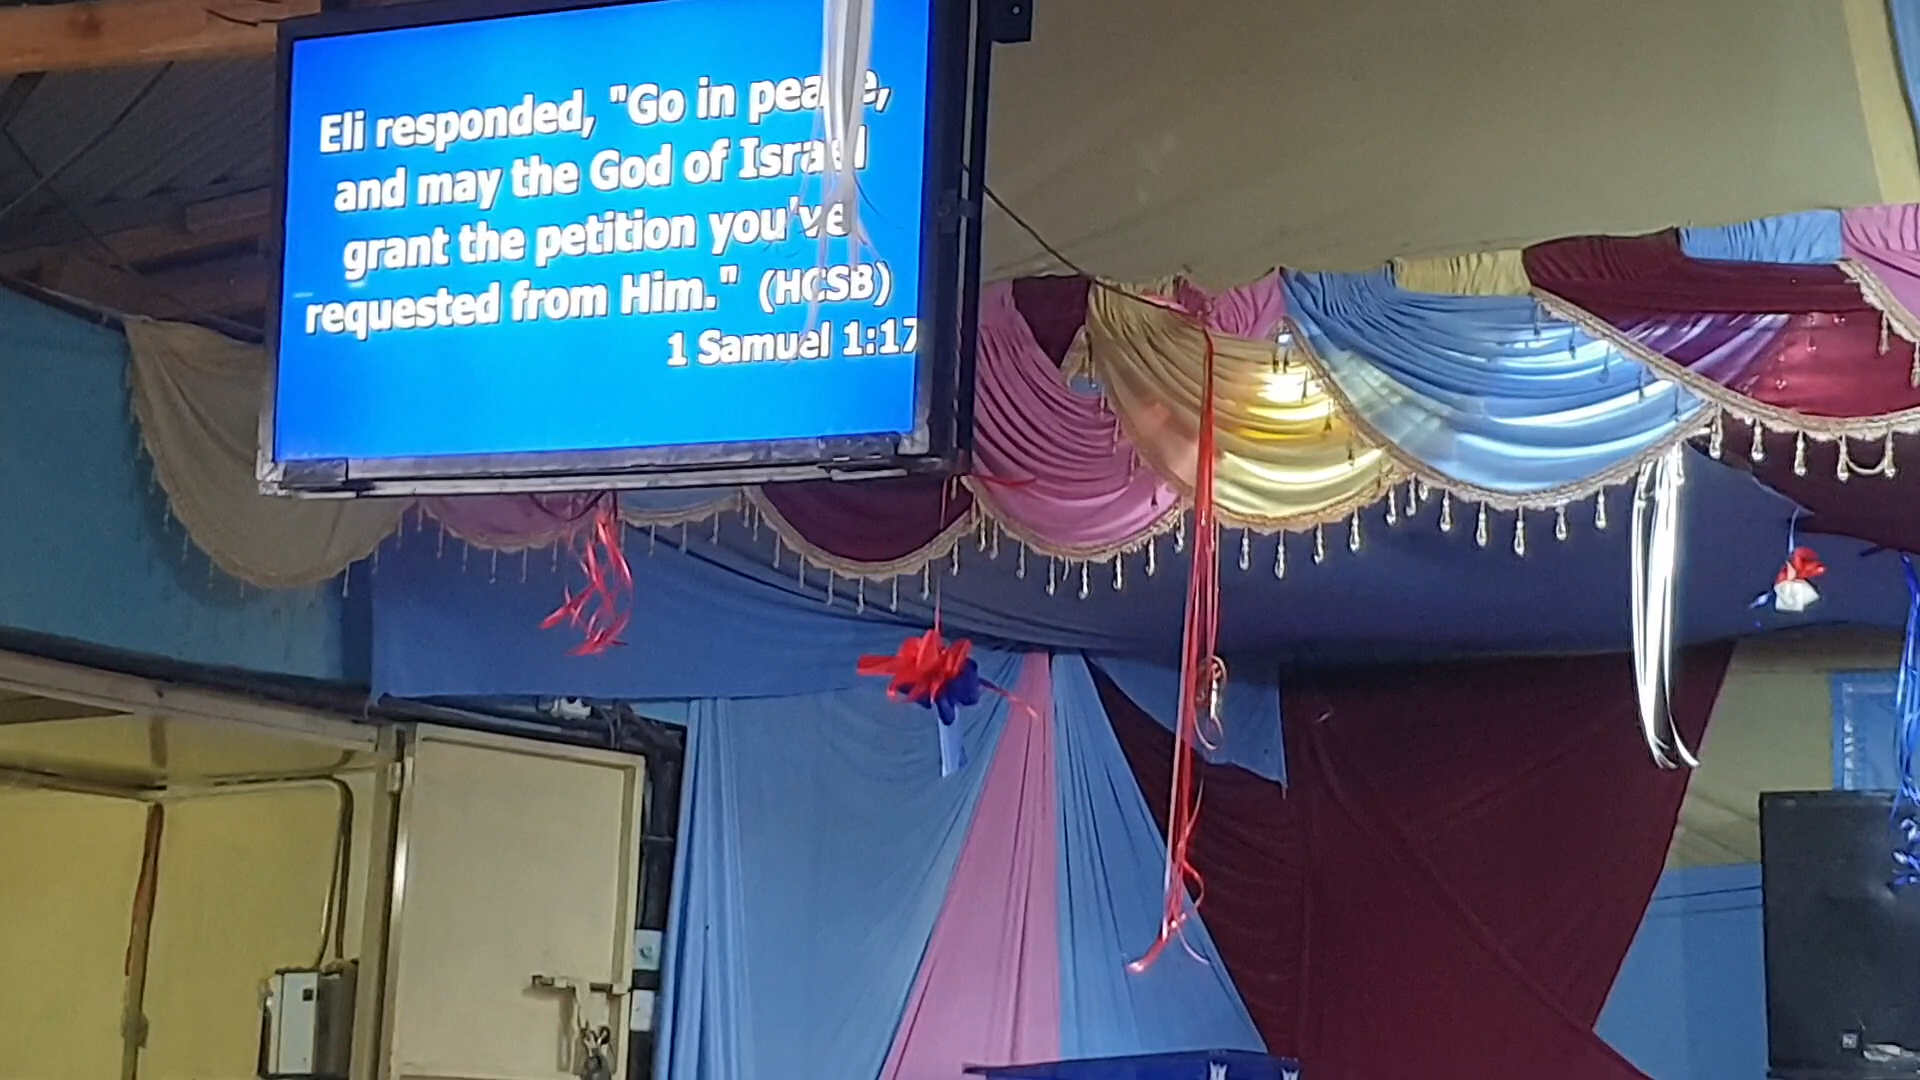 Eli responded, "Go in peace,
and may the God of Israel
grant the petition you've
requested from Him." (HCSB)
1 Samuel 1:17